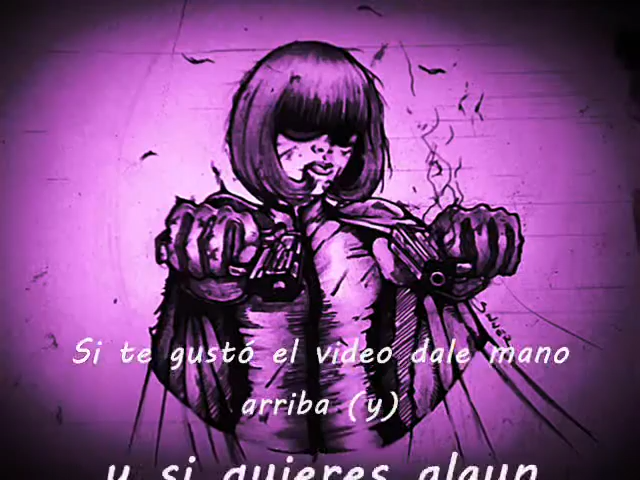 Si te gustó el video dale mano
arriba (y)
y si quieres algun